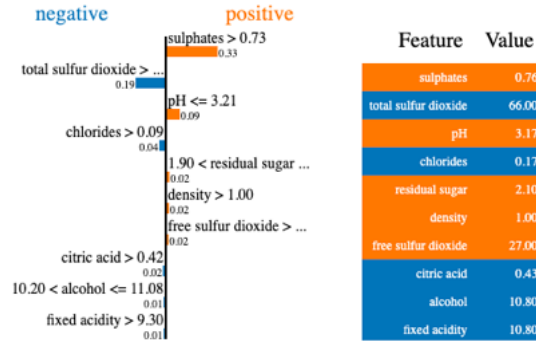 negative positive
sulphates > 0.73
0.33
total sulfur dioxide > ...
0.19
pH <= 3.21
0.09
chlorides > 0.09
0.04
1.90 < residual sugar ...
0.02
density > 1.00
0.02
free sulfur dioxide > ...
0.02
citric acid > 0.42
0.02
10.20 < alcohol <= 11.08
0.01
fixed acidity > 9.30
0.01
Feature Value
sulphates 0.76
total sulfur dioxide 66.00
pH 3.17
chlorides 0.17
residual sugar 2.10
density 1.00
free sulfur dioxide 27.00
citric acid 0.43
alcohol 10.80
fixed acidity 10.80